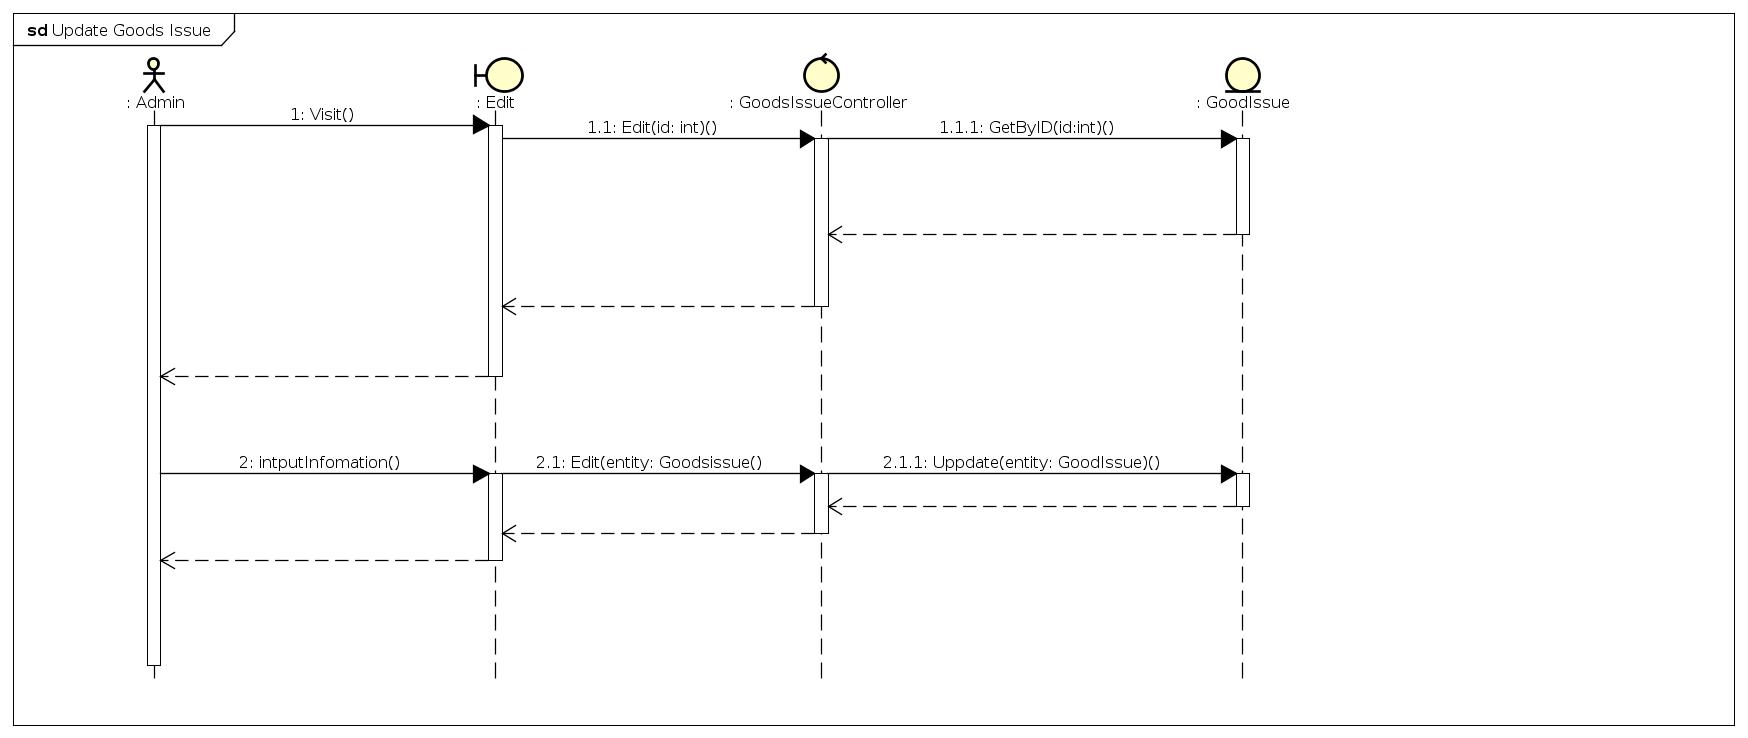 sd Update Goods Issue
: Admin
: Edit
: GoodsIssueController
: GoodIssue
1: Visit()
1.1: Edit(id: int)()
1.1.1: GetByID(id:int)()
2: intputInfomation()
2.1: Edit(entity: Goodsissue()
2.1.1: Uppdate(entity: GoodIssue)()